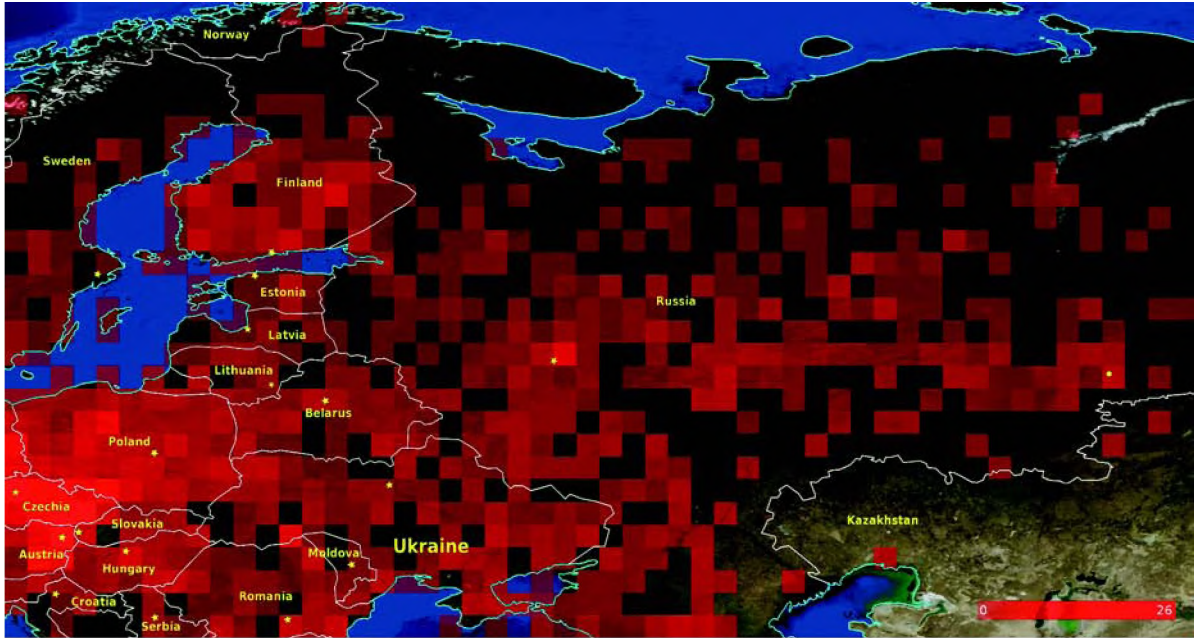 Norway
Sweden
Finland
Estonia
Russia
Latvia
Lithuania
Belarus
Poland
Czechia
Slovakia
Kazakhstan
Ukraine
Austria
Moldova
Hungary
Croatia
Romania
Serbia
0 26